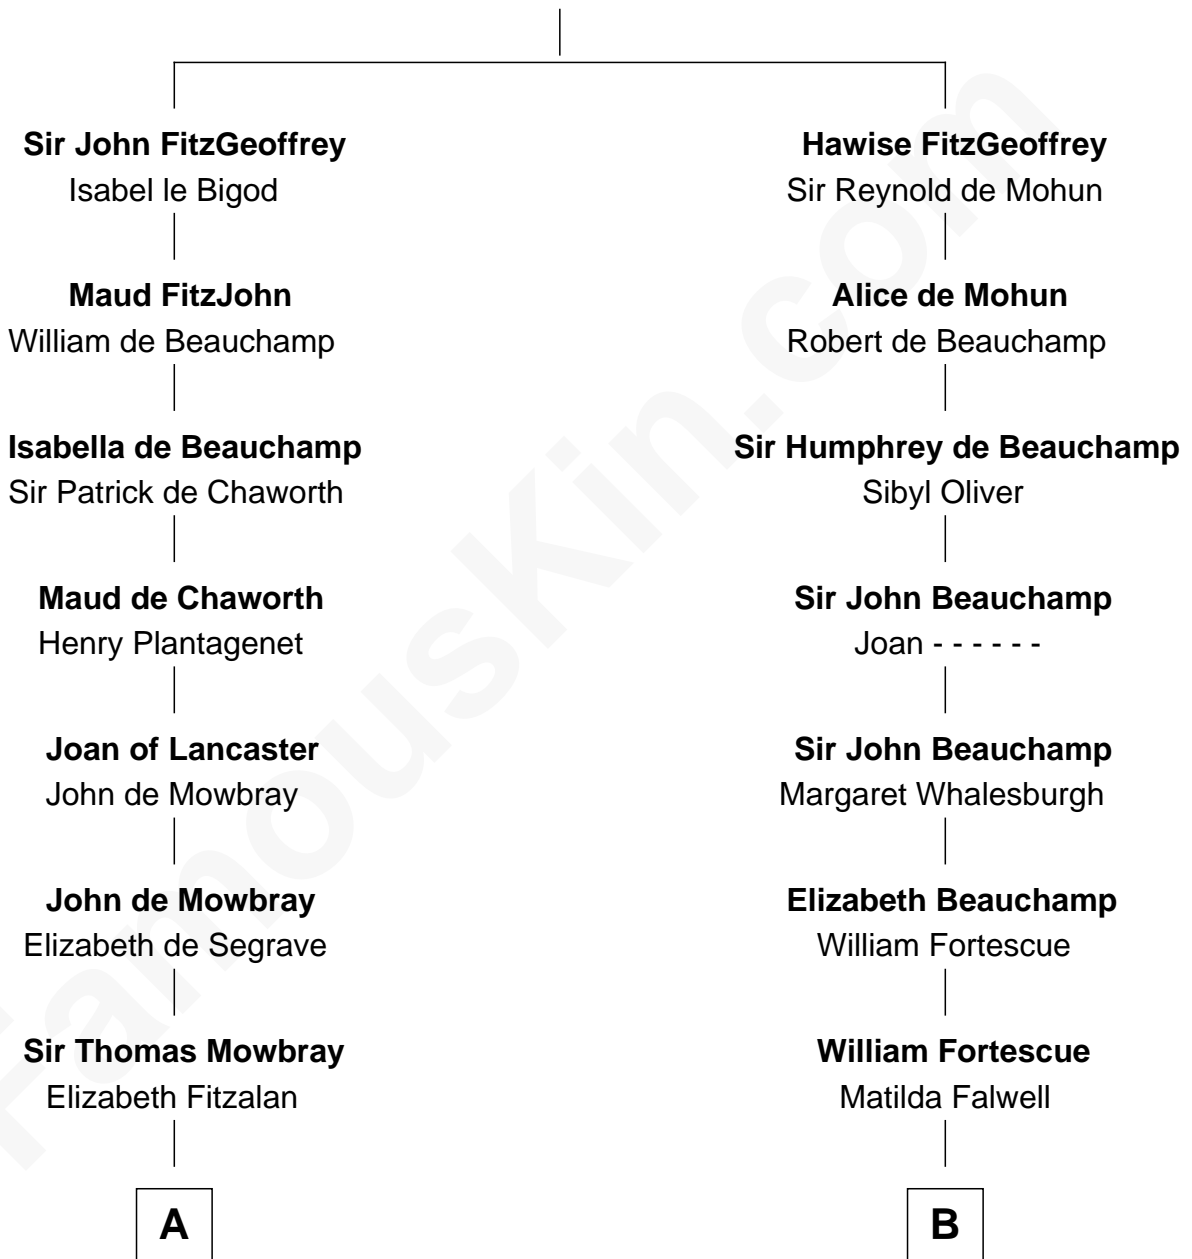 Sir John FitzGeoffrey
Isabel le Bigod
Maud FitzJohn
William de Beauchamp
Isabella de Beauchamp
Sir Patrick de Chaworth
Maud de Chaworth
Henry Plantagenet
Joan of Lancaster
John de Mowbray
John de Mowbray
Elizabeth de Segrave
Sir Thomas Mowbray
Elizabeth Fitzalan
A
Hawise FitzGeoffrey
Sir Reynold de Mohun
Alice de Mohun
Robert de Beauchamp
Sir Humphrey de Beauchamp
Sibyl Oliver
Sir John Beauchamp
Joan - - - - - -
Sir John Beauchamp
Margaret Whalesburgh
Elizabeth Beauchamp
William Fortescue
William Fortescue
Matilda Falwell
B
FamousKin.com